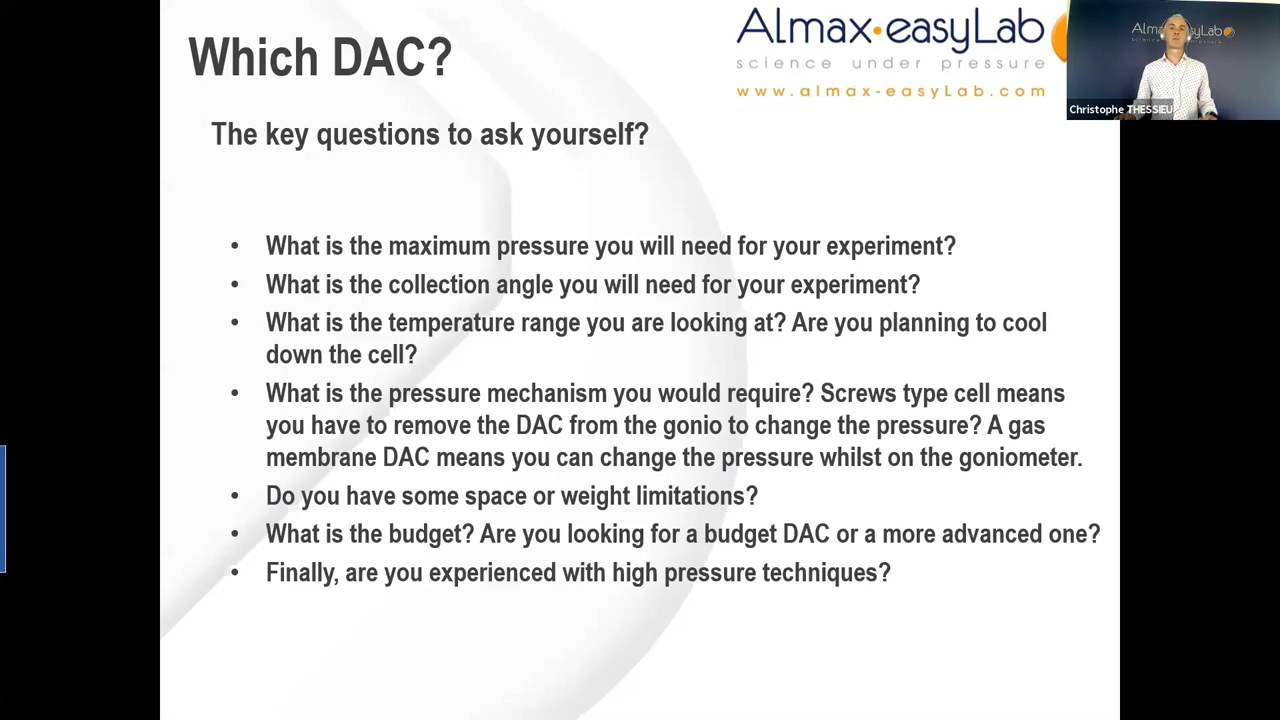 Which DAC?
Almax·easyLab
science under pressure
www.almax-easyLab.com
Almax easyLab
Christophe THESSIEU
The key questions to ask yourself?
• What is the maximum pressure you will need for your experiment?
• What is the collection angle you will need for your experiment?
• What is the temperature range you are looking at? Are you planning to cool
down the cell?
• What is the pressure mechanism you would require? Screws type cell means
you have to remove the DAC from the gonio to change the pressure? A gas
membrane DAC means you can change the pressure whilst on the goniometer.
• Do you have some space or weight limitations?
• What is the budget? Are you looking for a budget DAC or a more advanced one?
• Finally, are you experienced with high pressure techniques?